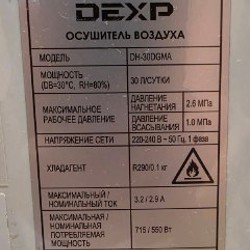 DEXP
ОСУШИТЕЛЬ ВОЗДУХА
МОДЕЛЬ DH-30DGMA
МОЩНОСТЬ
(DB=30°C, RH=80%) 30 Л/СУТКИ
МАКСИМАЛЬНОЕ
РАБОЧЕЕ ДАВЛЕНИЕ
ДАВЛЕНИЕ
НАГНЕТАНИЯ 2.6 МПа
ДАВЛЕНИЕ
ВСАСЫВАНИЯ 1.0 МПа
НАПРЯЖЕНИЕ СЕТИ 220-240 В ~ 50 Гц, 1 фаза
ХЛАДАГЕНТ R290/0.1 кг
МАКСИМАЛЬНЫЙ /
НОМИНАЛЬНЫЙ ТОК 3.2 / 2.9 А
МАКСИМАЛЬНАЯ /
НОМИНАЛЬНАЯ
ПОТРЕБЛЯЕМАЯ
МОЩНОСТЬ 715 / 550 Вт